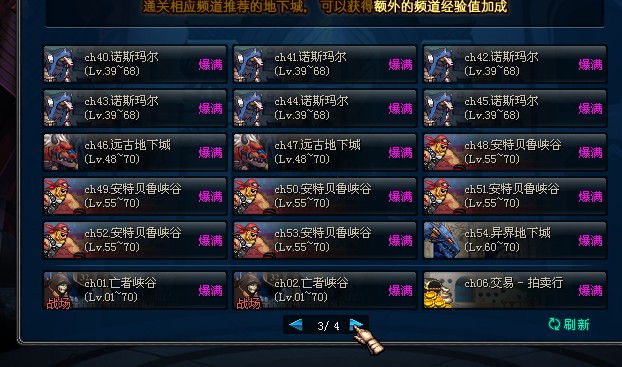 通关相应频道推荐的地下城，可以获得额外的频道经验值加成
ch40.诺斯玛尔
(Lv.39~68)
爆满
ch41.诺斯玛尔
(Lv.39~68)
爆满
ch42.诺斯玛尔
(Lv.39~68)
爆满
ch43.诺斯玛尔
(Lv.39~68)
爆满
ch44.诺斯玛尔
(Lv.39~68)
爆满
ch45.诺斯玛尔
(Lv.39~68)
爆满
ch46.远古地下城
(Lv.48~70)
爆满
ch47.远古地下城
(Lv.48~70)
爆满
ch48.安特贝鲁峡谷
(Lv.55~70)
爆满
ch49.安特贝鲁峡谷
(Lv.55~70)
爆满
ch50.安特贝鲁峡谷
(Lv.55~70)
爆满
ch51.安特贝鲁峡谷
(Lv.55~70)
爆满
ch52.安特贝鲁峡谷
(Lv.55~70)
爆满
ch53.安特贝鲁峡谷
(Lv.55~70)
爆满
ch54.异界地下城
(Lv.60~70)
爆满
战场
ch01.亡者峡谷
(Lv.01~70)
爆满
战场
ch02.亡者峡谷
(Lv.01~70)
爆满
ch06.交易 - 拍卖行
爆满
3/ 4
刷新